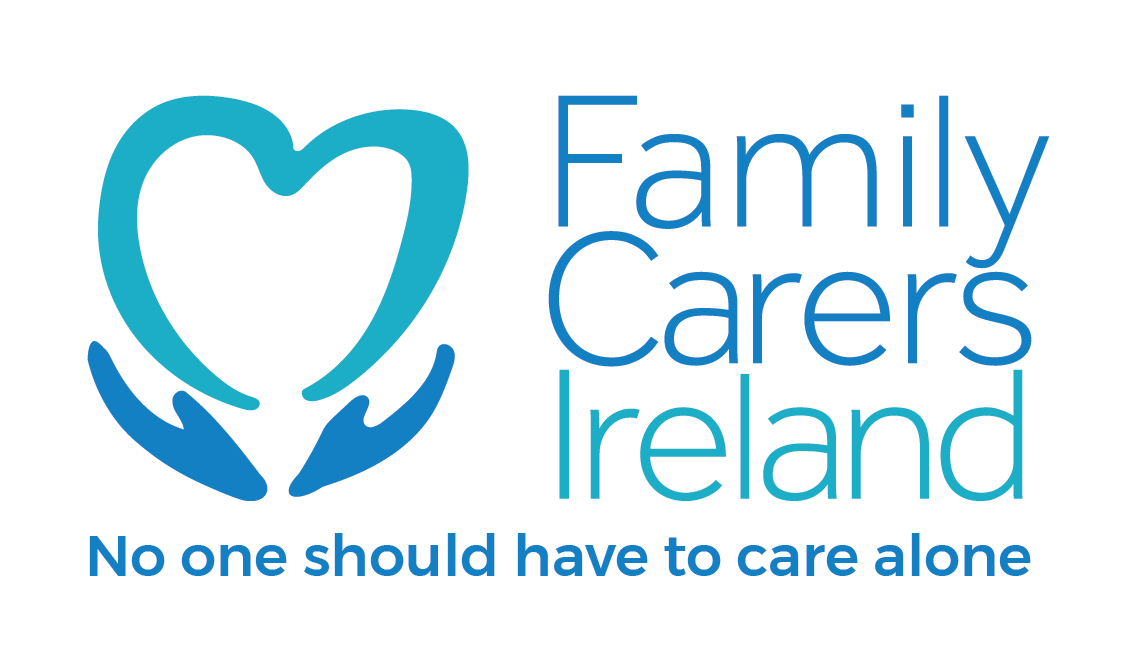 Family
Carers
Ireland
No one should have to care alone